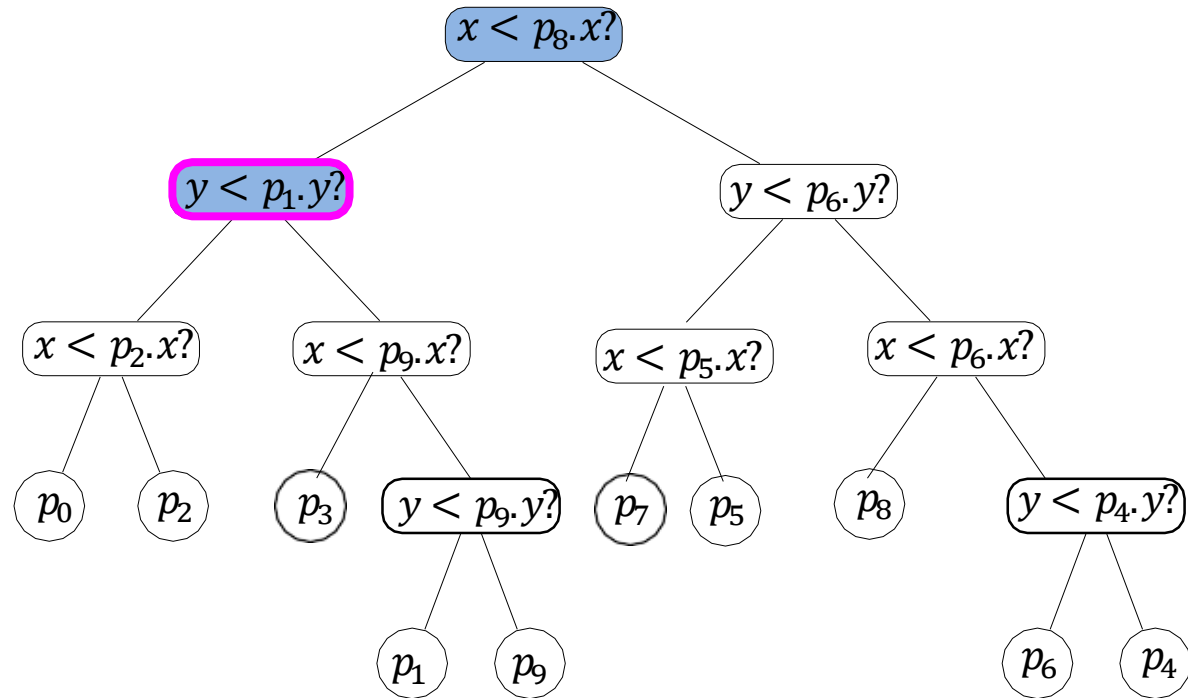 x < p₈.x?
y < p₁.y?
y < p₆.y?
x < p₂.x?
x < p₉.x?
x < p₅.x?
x < p₆.x?
p₀
p₂
p₃
y < p₉.y?
p₇
p₅
p₈
y < p₄.y?
p₁
p₉
p₆
p₄